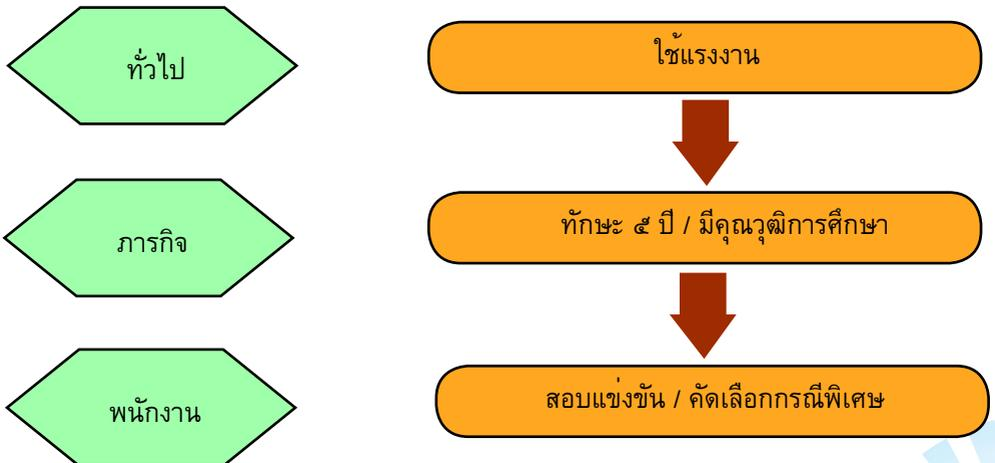 ทั่วไป
ใช้แรงงาน
ภารกิจ
ทักษะ ๕ ปี / มีคุณวุฒิการศึกษา
พนักงาน
สอบแข่งขัน / คัดเลือกกรณีพิเศษ